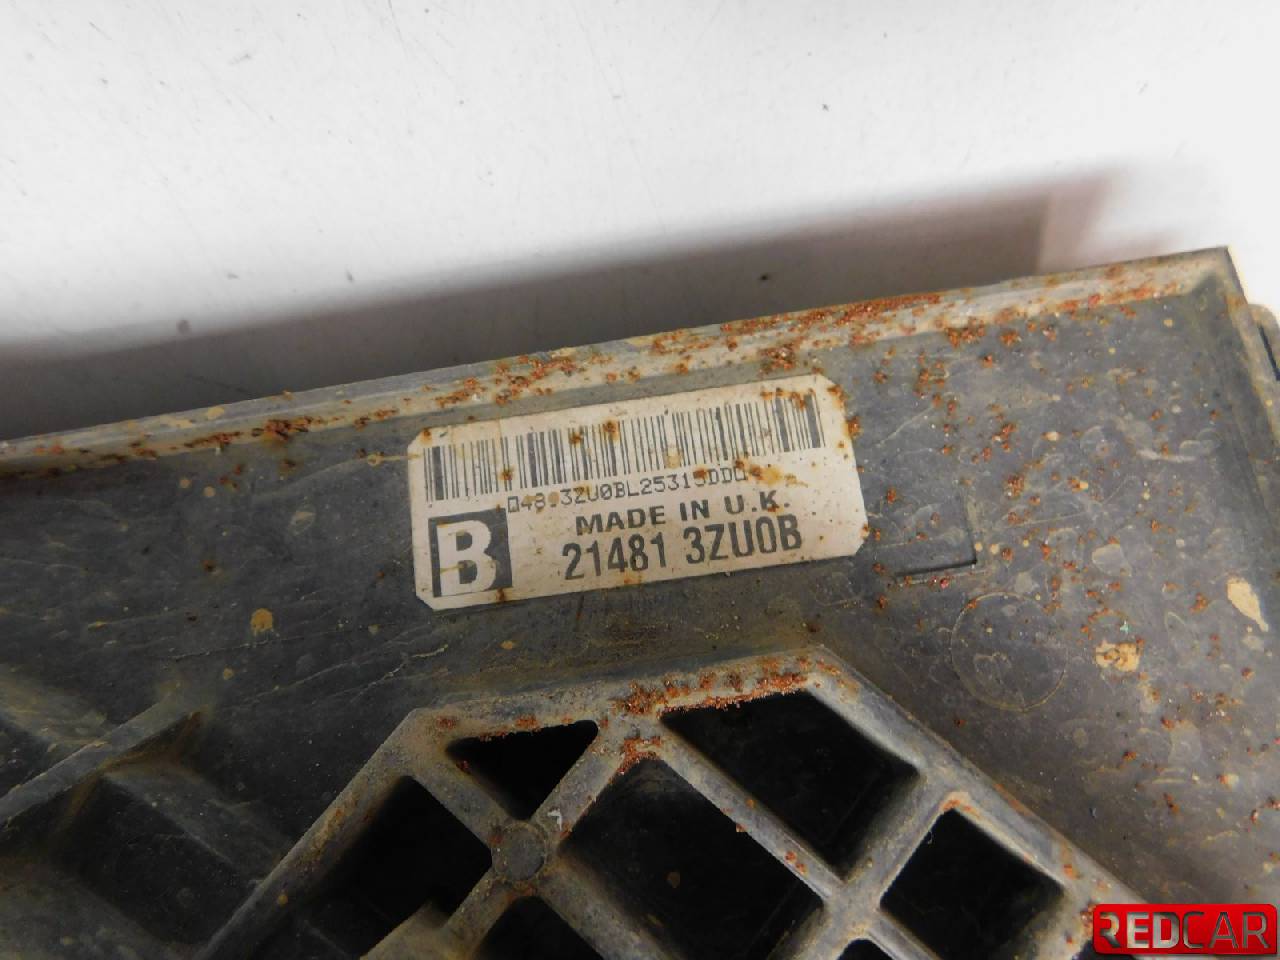 B
MADE IN U.K.
21481 3ZU0B
REDCAR